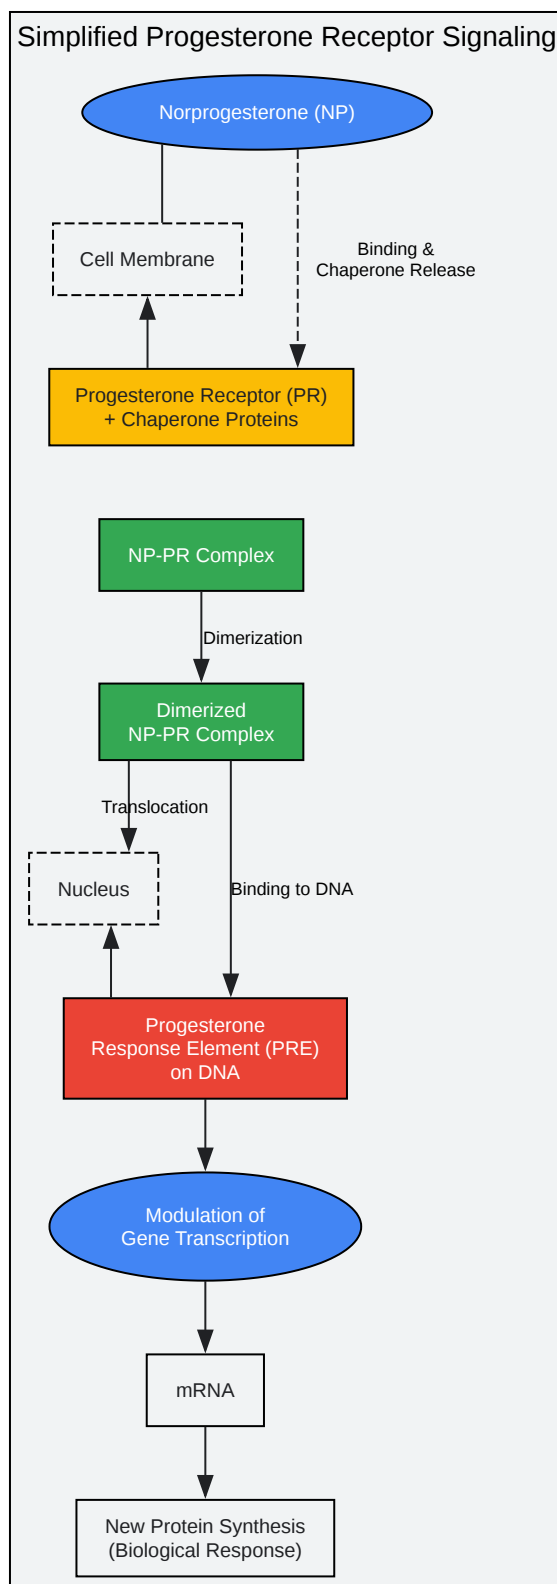 Simplified Progesterone Receptor Signaling
Norprogesterone (NP)
Cell Membrane
Binding &
Chaperone Release
Progesterone Receptor (PR)
+ Chaperone Proteins
NP-PR Complex
Dimerization
Dimerized
NP-PR Complex
Translocation
Nucleus
Binding to DNA
Progesterone
Response Element (PRE)
on DNA
Modulation of
Gene Transcription
mRNA
New Protein Synthesis
(Biological Response)